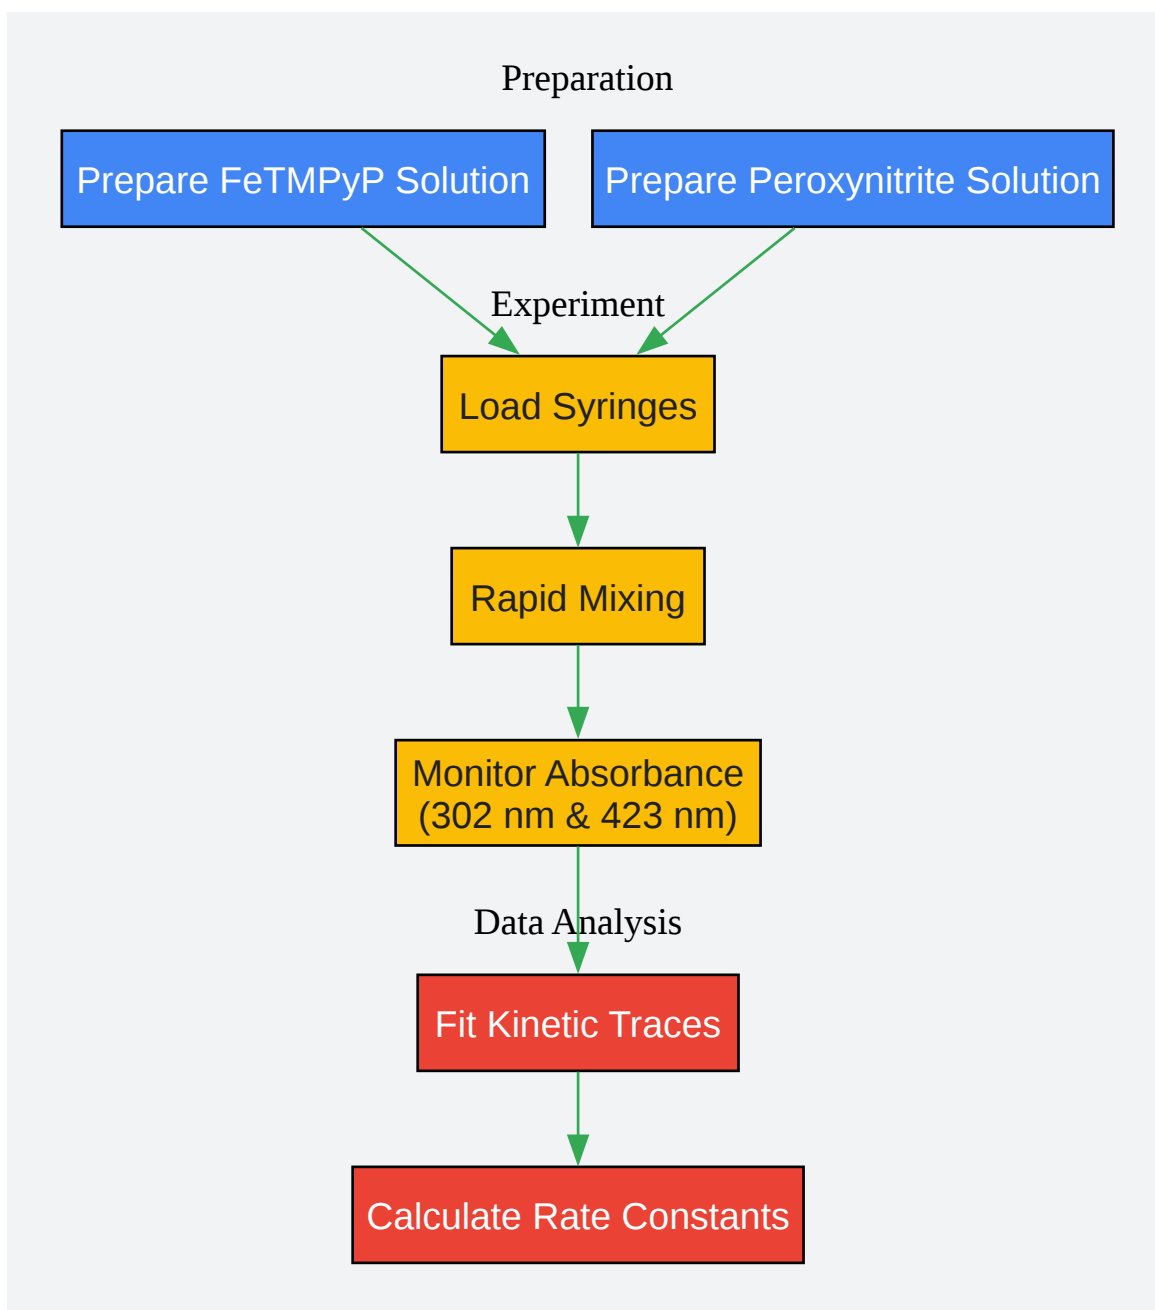 Preparation
Prepare FeTMPyP Solution
Prepare Peroxynitrite Solution
Experiment
Load Syringes
Rapid Mixing
Monitor Absorbance
(302 nm & 423 nm)
Data Analysis
Fit Kinetic Traces
Calculate Rate Constants